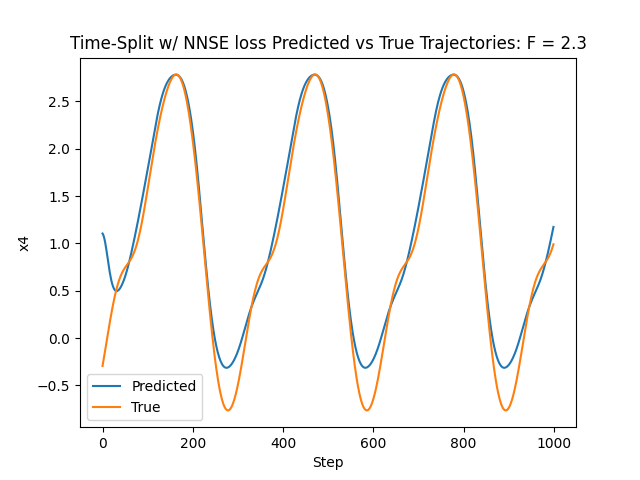 Time-Split w/ NNSE loss Predicted vs True Trajectories: F = 2.3
x4
2.5
2.0
1.5
1.0
0.5
0.0
−0.5
Predicted
True
0
200
400
600
800
1000
Step